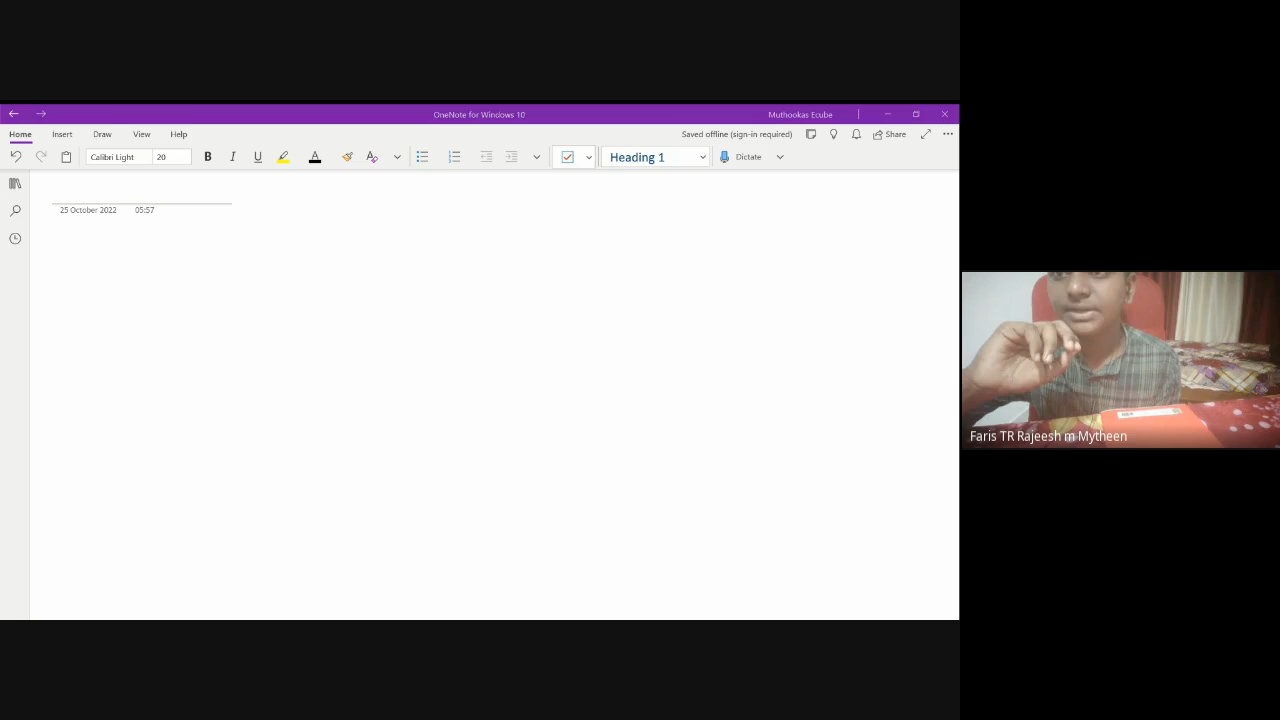 OneNote for Windows 10
Muthookas Ecube
Home Insert Draw View Help
Saved offline (sign-in required)
Share
Calibri Light 20 B I U A
Heading 1
Dictate
25 October 2022 05:57
Faris TR Rajeesh m Mytheen